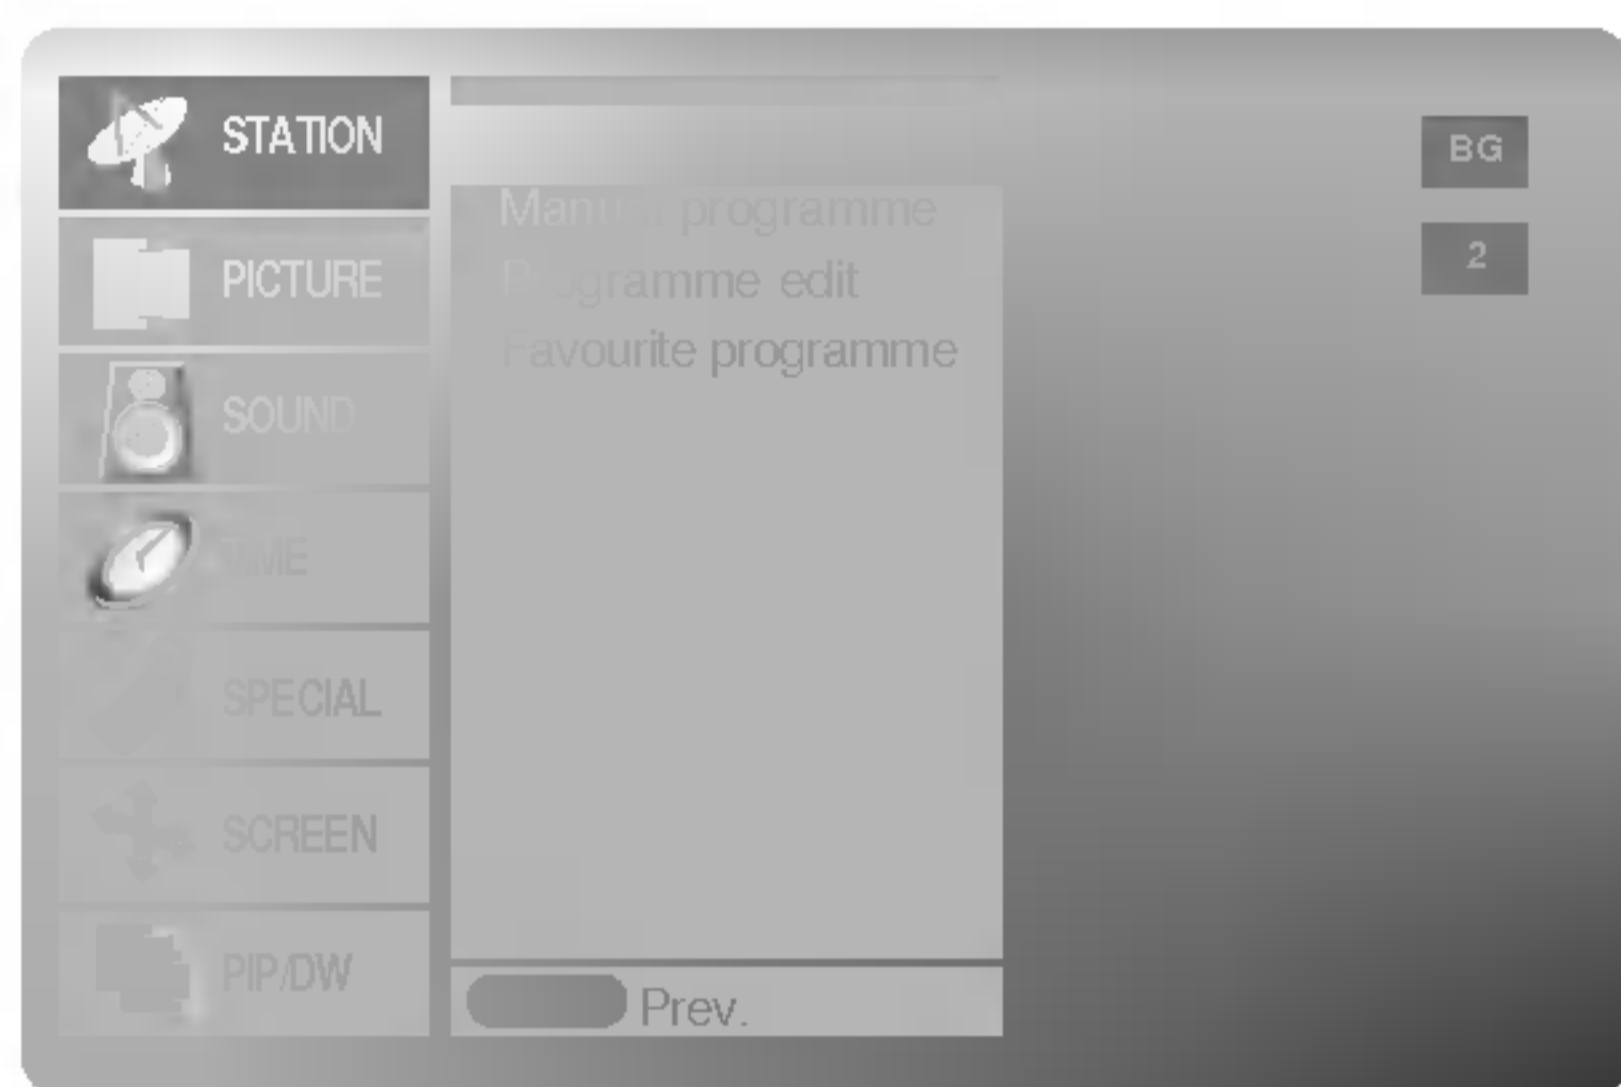 STATION
PICTURE
SOUND
TIME
SPECIAL
SCREEN
PIP/DW
Manual programme
Programme edit
Favourite programme
Prev.
BG
2